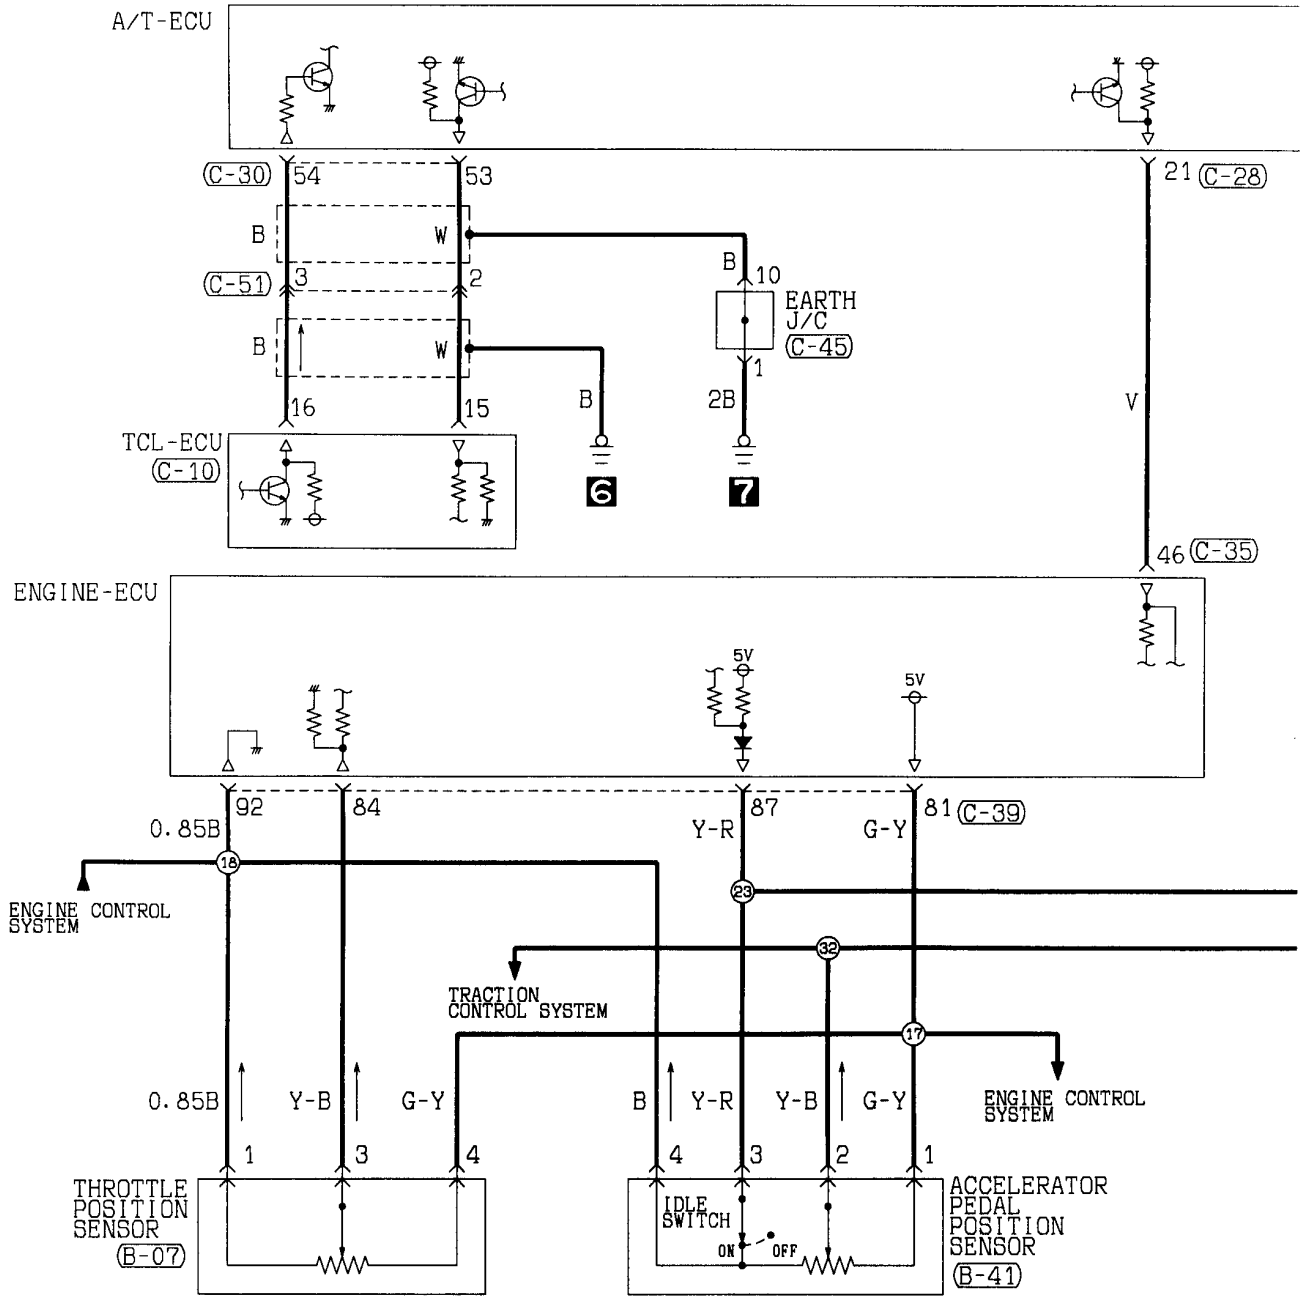 A/T-ECU
(C-30) 54 53 21 (C-28)
B W
B 10
(C-51) 3 2
EARTH
J/C
(C-45)
B W
1
B 2B V
16 15
TCL-ECU
(C-10)
6 7
46 (C-35)
ENGINE-ECU
5V
5V
92 84 87 81 (C-39)
0.85B Y-R G-Y
18
23
ENGINE CONTROL
SYSTEM
32
TRACTION
CONTROL SYSTEM
17
0.85B Y-B G-Y B Y-R Y-B G-Y
ENGINE CONTROL
SYSTEM
1 3 4 4 3 2 1
THROTTLE
POSITION
SENSOR
(B-07)
IDLE
SWITCH
ON OFF
ACCELERATOR
PEDAL
POSITION
SENSOR
(B-41)